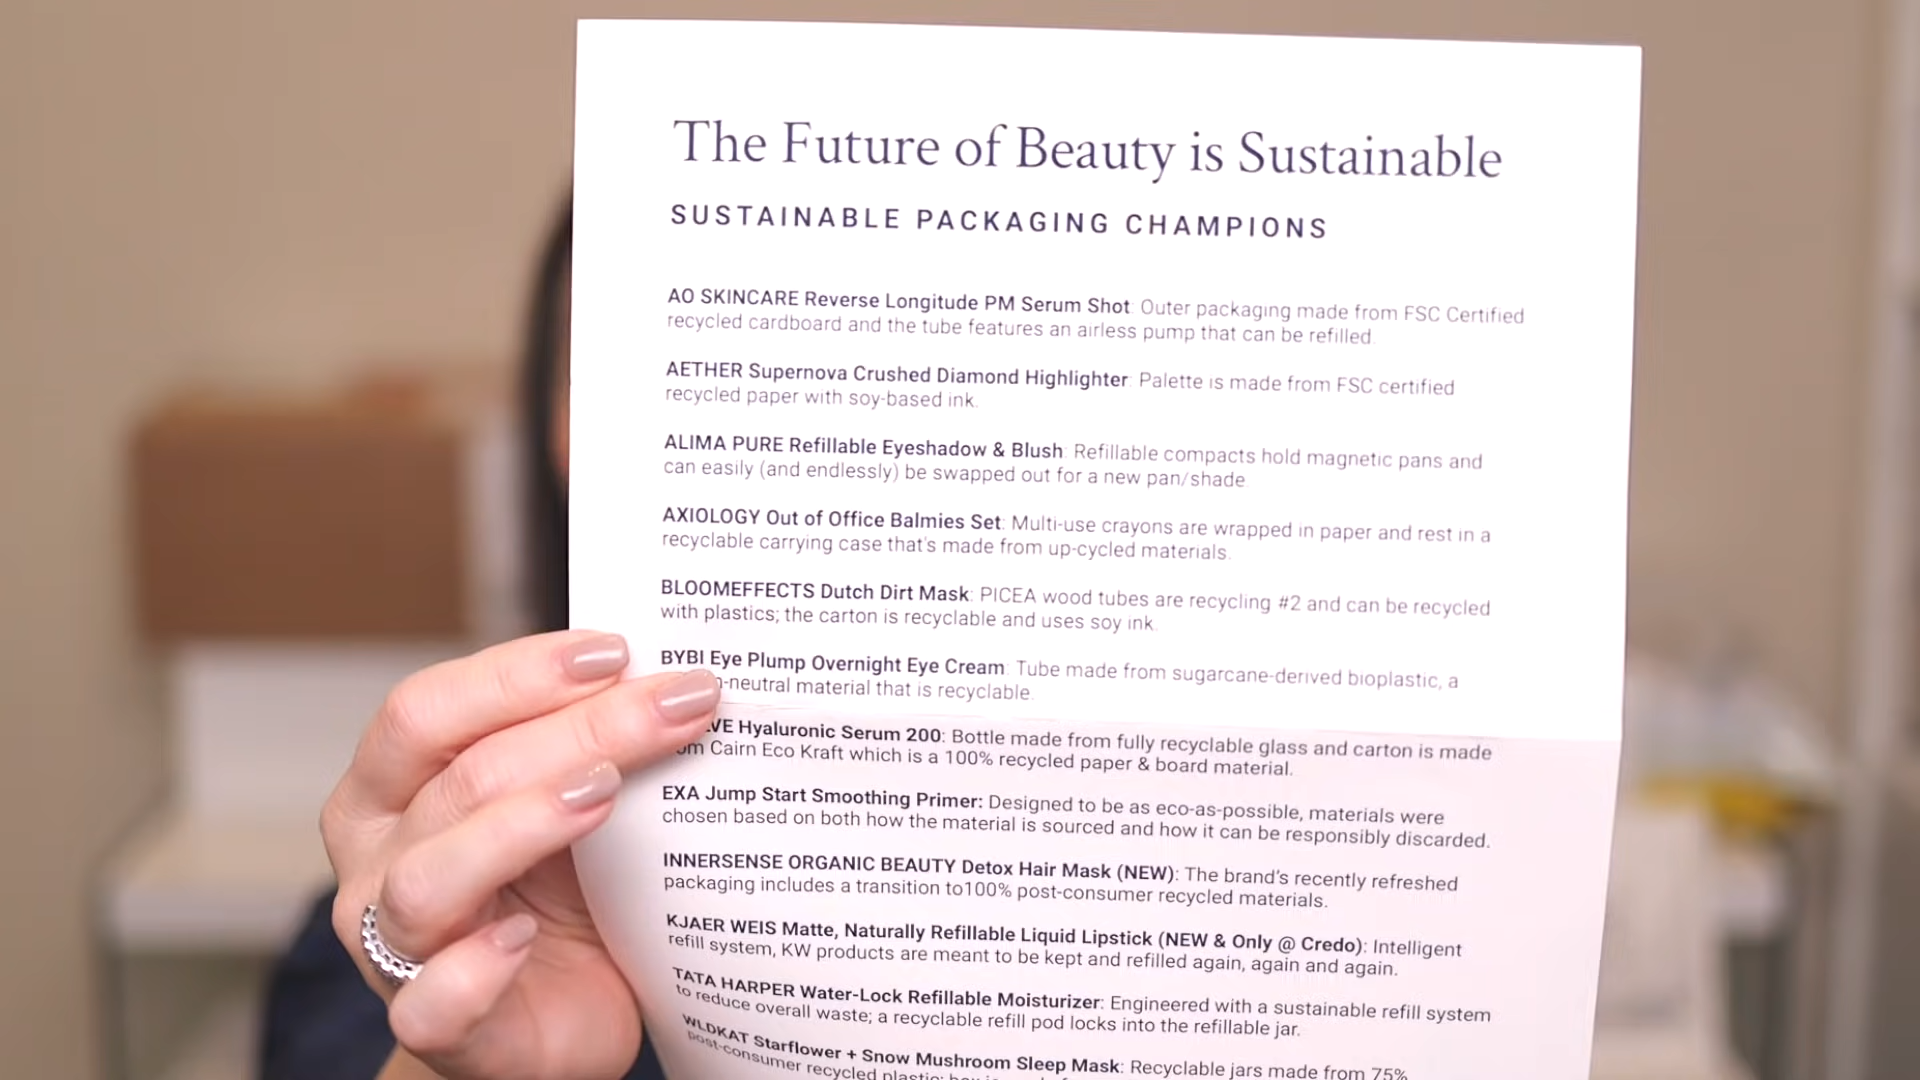 The Future of Beauty is Sustainable
SUSTAINABLE PACKAGING CHAMPIONS
AO SKINCARE Reverse Longitude PM Serum Shot: Outer packaging made from FSC Certified
recycled cardboard and the tube features an airless pump that can be refilled.
AETHER Supernova Crushed Diamond Highlighter: Palette is made from FSC certified
recycled paper with soy-based ink.
ALIMA PURE Refillable Eyeshadow & Blush: Refillable compacts hold magnetic pans and
can easily (and endlessly) be swapped out for a new pan/shade
AXIOLOGY Out of Office Balmies Set: Multi-use crayons are wrapped in paper and rest in a
recyclable carrying case that's made from up-cycled materials.
BLOOMEFFECTS Dutch Dirt Mask: PICEA wood tubes are recycling #2 and can be recycled
with plastics; the carton is recyclable and uses soy ink.
BYBI Eye Plump Overnight Eye Cream: Tube made from sugarcane-derived bioplastic, a
-neutral material that is recyclable.
VE Hyaluronic Serum 200: Bottle made from fully recyclable glass and carton is made
om Cairn Eco Kraft which is a 100% recycled paper & board material.
EXA Jump Start Smoothing Primer: Designed to be as eco-as-possible, materials were
chosen based on both how the material is sourced and how it can be responsibly discarded.
INNERSENSE ORGANIC BEAUTY Detox Hair Mask (NEW): The brand's recently refreshed
packaging includes a transition to100% post-consumer recycled materials.
KJAER WEIS Matte, Naturally Refillable Liquid Lipstick (NEW & Only @ Credo): Intelligent
refill system, KW products are meant to be kept and refilled again, again and again.
TATA HARPER Water-Lock Refillable Moisturizer: Engineered with a sustainable refill system
to reduce overall waste; a recyclable refill pod locks into the refillable jar.
WLDKAT Starflower + Snow Mushroom Sleep Mask: Recyclable jars made from 75%
post-consumer recycled plastic;